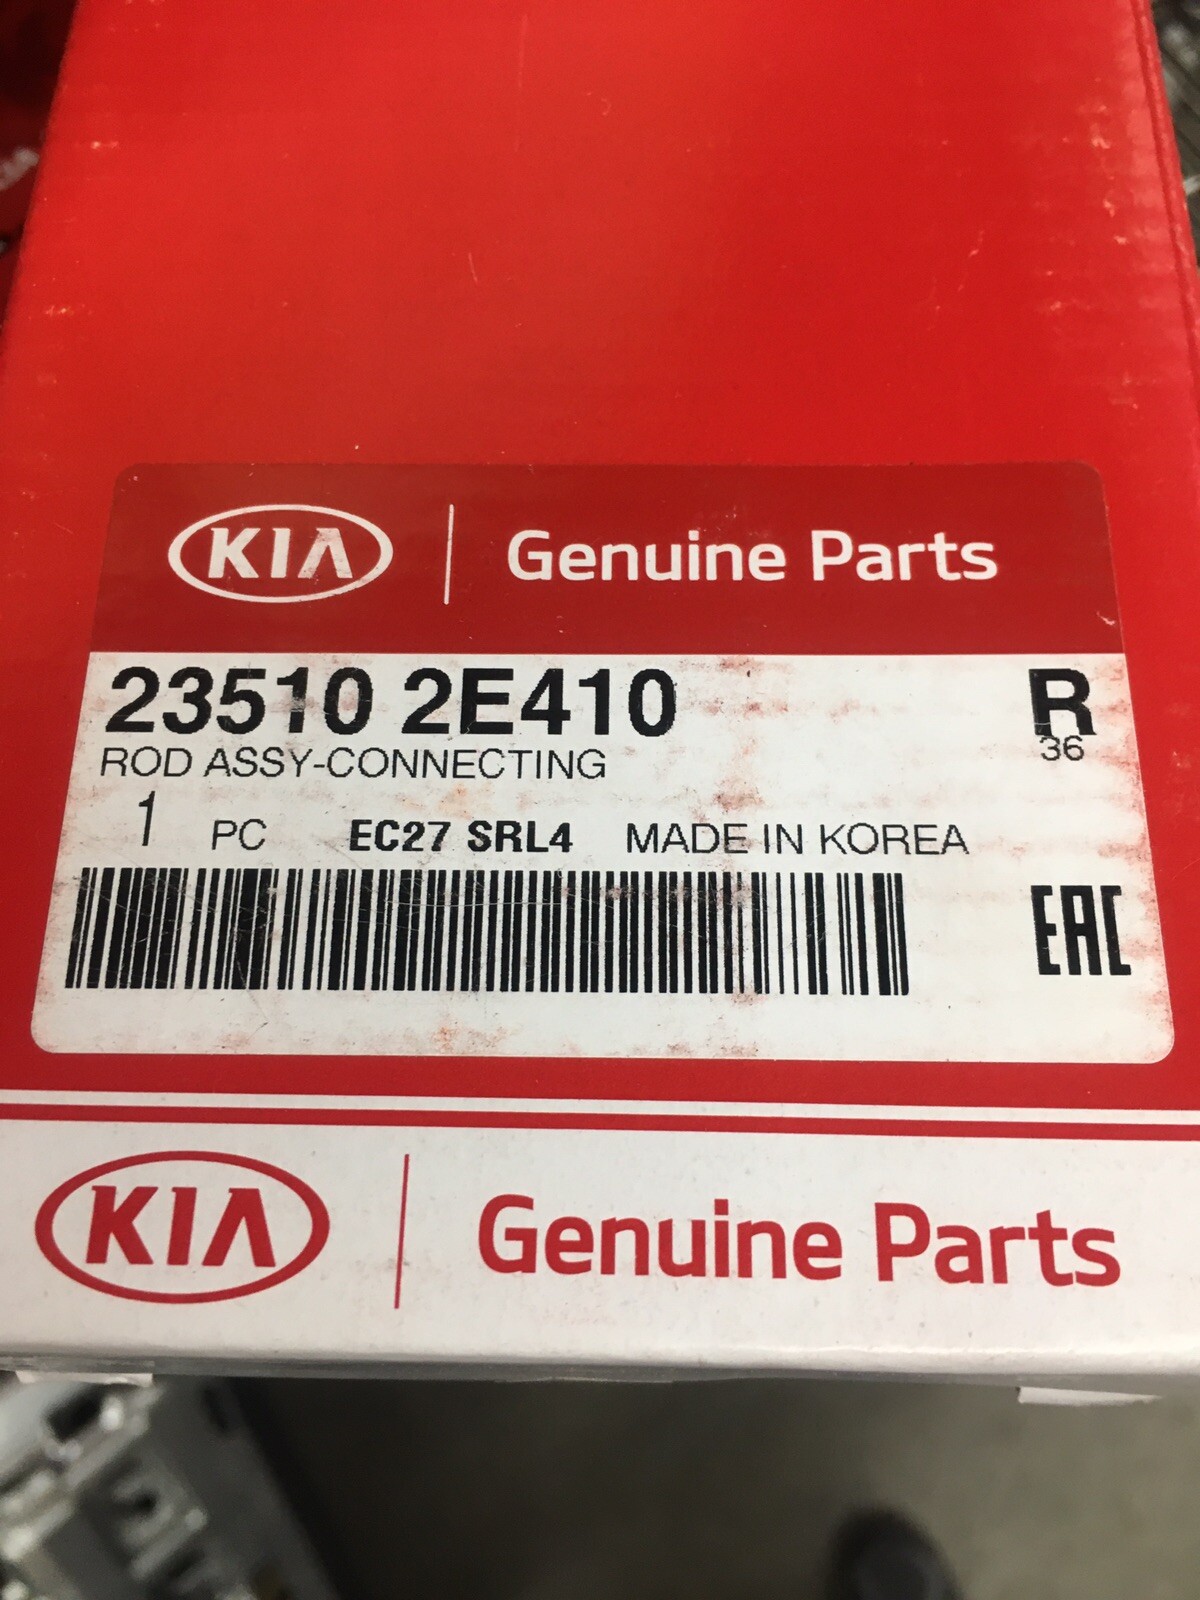 KIA Genuine Parts
23510 2E410 R
ROD ASSY-CONNECTING 36
1 PC EC27 SRL4 MADE IN KOREA
EAC
KIA Genuine Parts